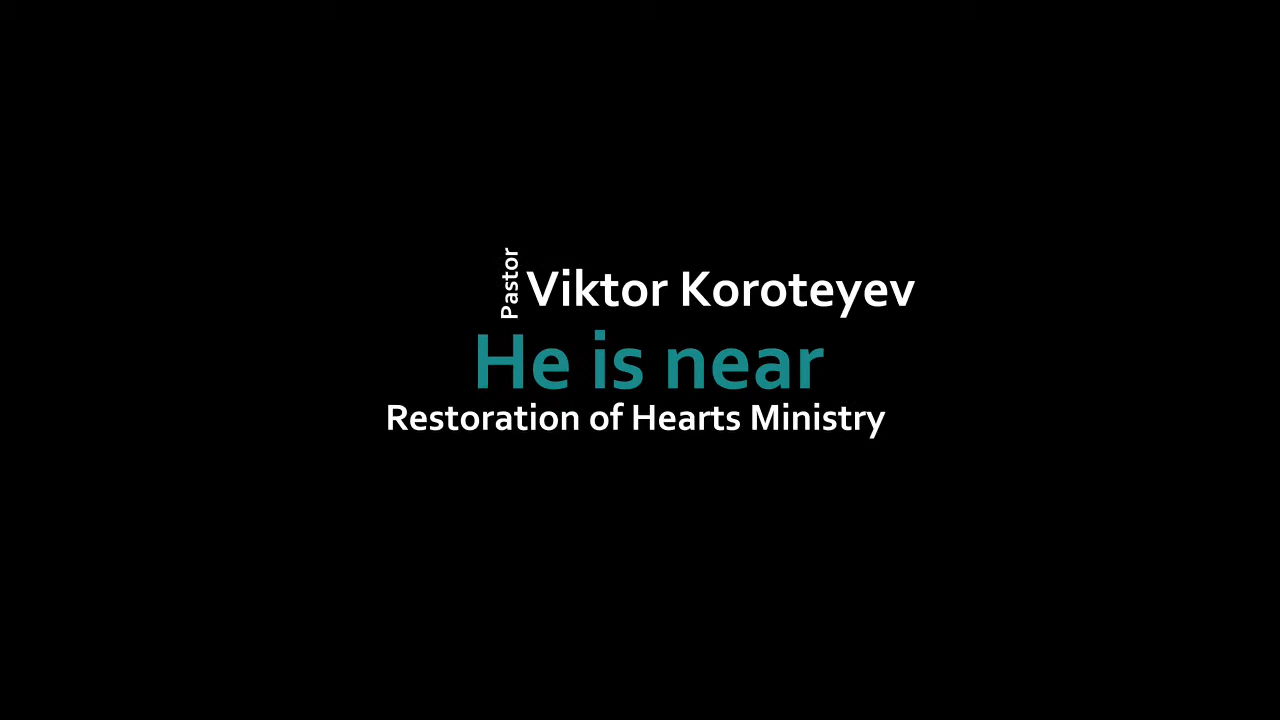 Pastor
Viktor Koroteyev
He is near
Restoration of Hearts Ministry